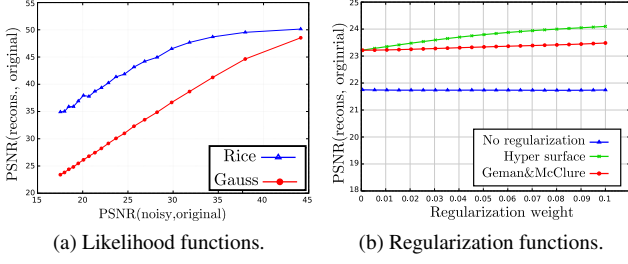 55
50
45
40
35
30
25
20
15 20 25 30 35 40 45
PSNR(recons., original)
PSNR(noisy,original)
Rice
Gauss
(a) Likelihood functions.
25
24
23
22
21
20
19
18
0 0.01 0.02 0.03 0.04 0.05 0.06 0.07 0.08 0.09 0.1
PSNR(recons, orginrial)
Regularization weight
No regularization
Hyper surface
Geman&McClure
(b) Regularization functions.